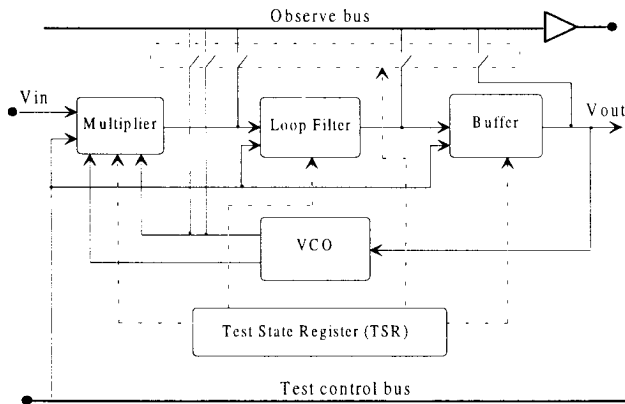 Observe bus
Vin
Multiplier
Loop Filter
Buffer
Vout
VCO
Test State Register (TSR)
Test control bus